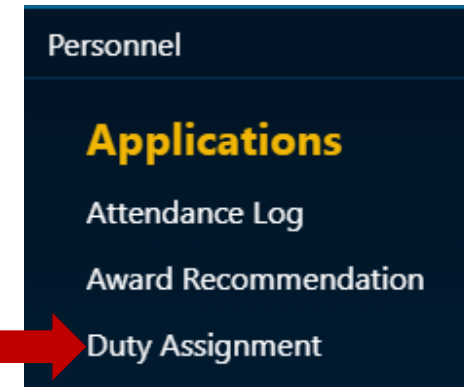 Personnel
Applications
Attendance Log
Award Recommendation
Duty Assignment